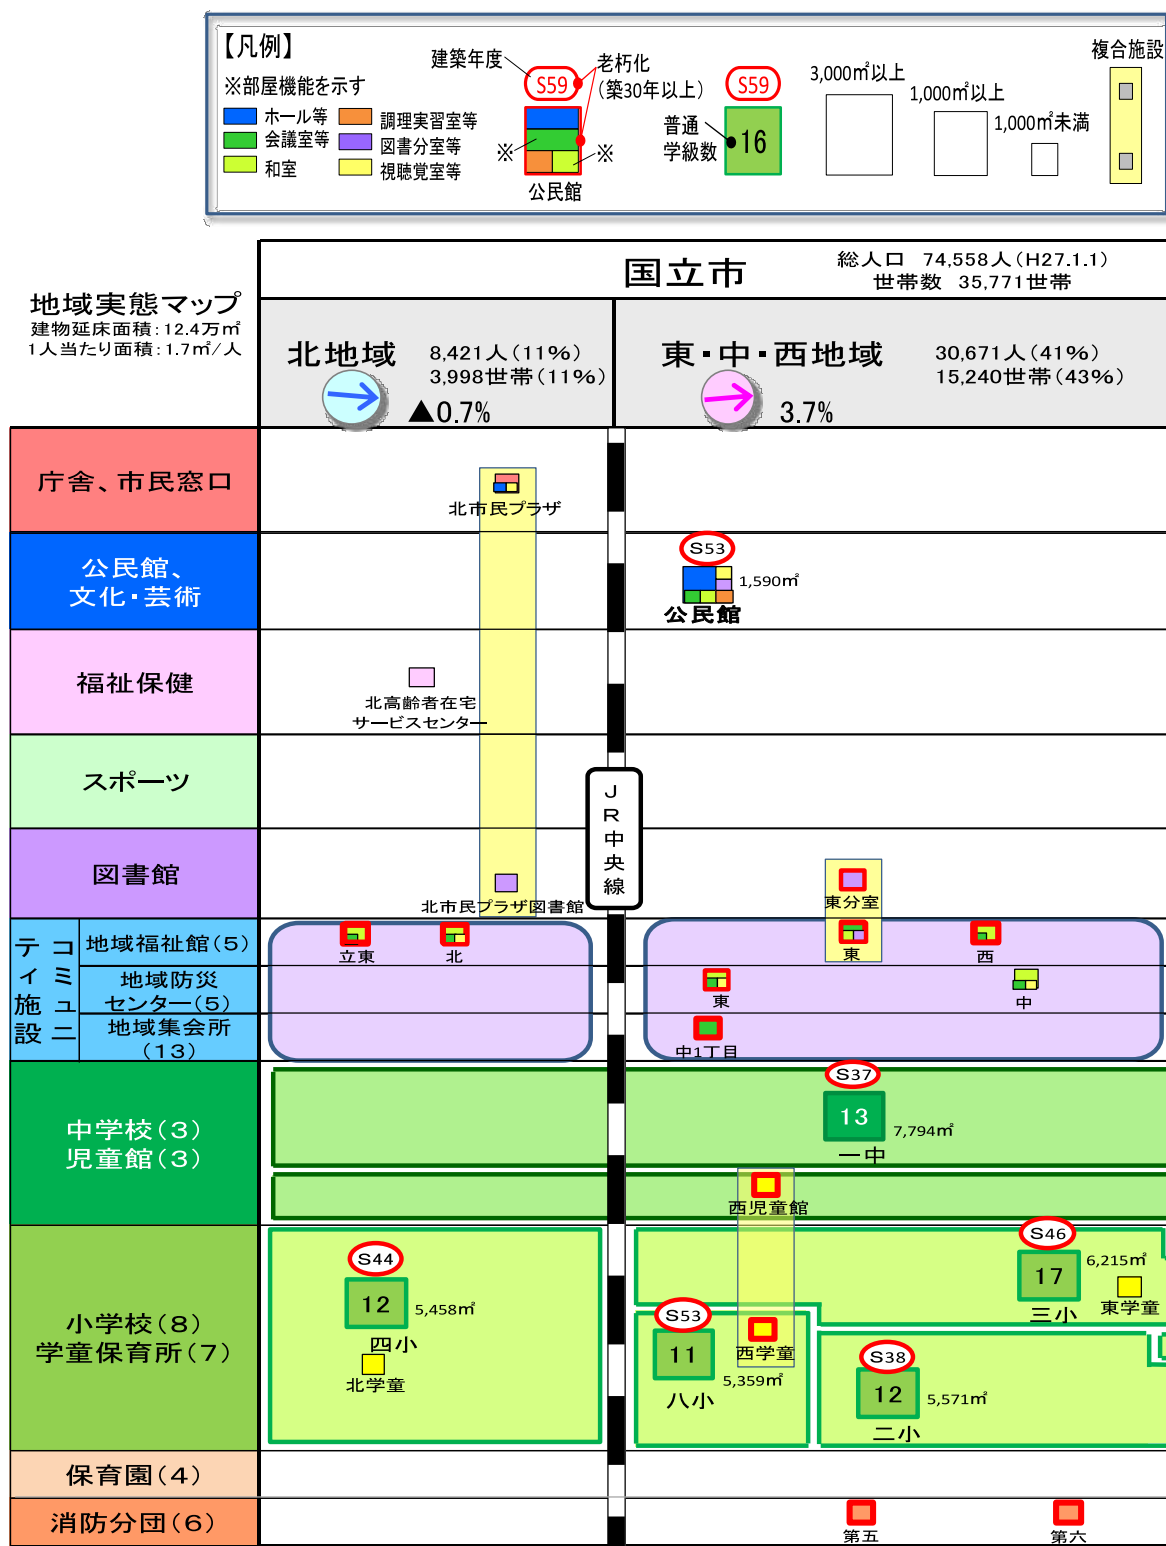 【凡例】
※部屋機能を示す
ホール等
会議室等
和室
調理実習室等
図書分室等
視聴覚室等
建築年度
S59
老朽化
(築30年以上)
※
※
公民館
S59
普通
学級数
16
3,000㎡以上
1,000㎡以上
1,000㎡未満
複合施設
地域実態マップ
建物延床面積：12.4万㎡
1人当たり面積：1.7㎡/人
国立市
総人口 74,558人(H27.1.1)
世帯数 35,771世帯
北地域
8,421人(11%)
3,998世帯(11%)
▲0.7%
東・中・西地域
30,671人(41%)
15,240世帯(43%)
3.7%
庁舎、市民窓口
北市民プラザ
公民館、
文化・芸術
S53
1,590㎡
公民館
福祉保健
北高齢者在宅
サービスセンター
スポーツ
JR中央線
図書館
北市民プラザ図書館
東分室
コミュニティ施設
地域福祉館(5)
立東
北
東
西
地域防災
センター(5)
東
中
地域集会所
(13)
中1丁目
中学校(3)
児童館(3)
S37
13
7,794㎡
一中
西児童館
小学校(8)
学童保育所(7)
S44
12
5,458㎡
四小
北学童
S53
11
5,359㎡
八小
西学童
S46
17
6,215㎡
三小
東学童
S38
12
5,571㎡
二小
保育園(4)
消防分団(6)
第五
第六